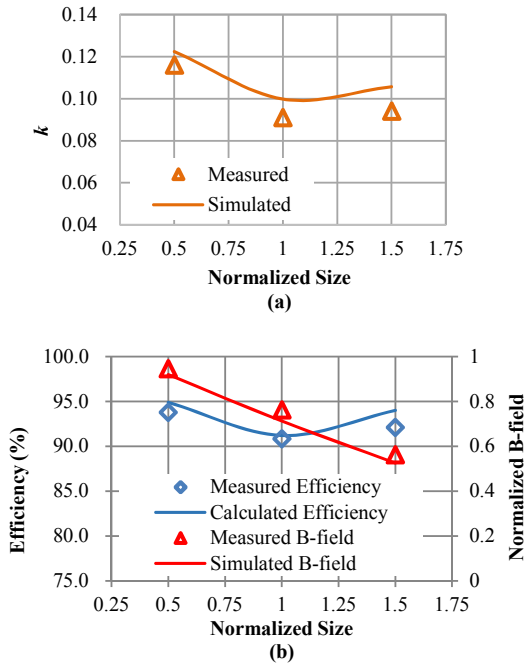 0.14
0.12
0.10
0.08
0.06
0.04
k
Measured
Simulated
0.25 0.5 0.75 1 1.25 1.5 1.75
Normalized Size
(a)
100.0
95.0
90.0
85.0
80.0
75.0
Efficiency (%)
1
0.8
0.6
0.4
0.2
0
Normalized B-field
Measured Efficiency
Calculated Efficiency
Measured B-field
Simulated B-field
0.25 0.5 0.75 1 1.25 1.5 1.75
Normalized Size
(b)